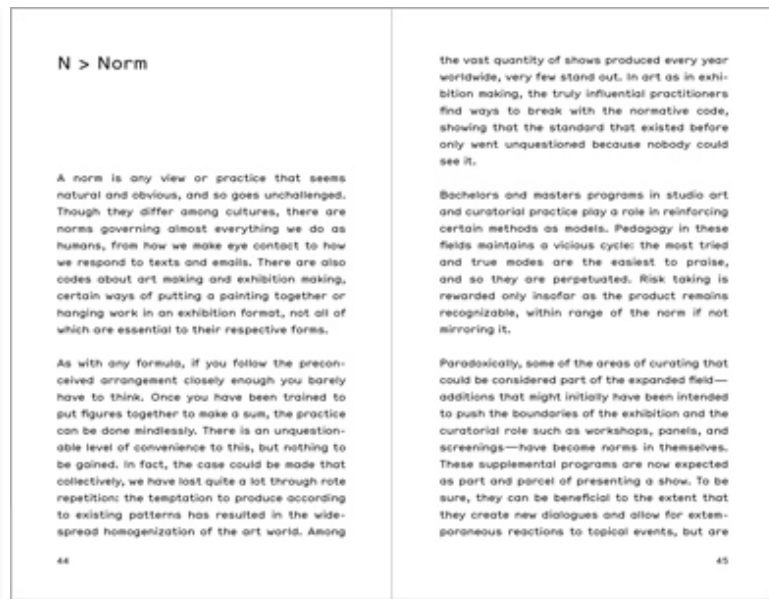 N > Norm
A norm is any view or practice that seems
natural and obvious, and so goes unchallenged.
Though they differ among cultures, there are
norms governing almost everything we do as
humans, from how we make eye contact to how
we respond to texts and emails. There are also
codes about art making and exhibition making,
certain ways of putting a painting together or
hanging work in an exhibition format, not all of
which are essential to their respective forms.
As with any formula, if you follow the precon-
ceived arrangement closely enough you barely
have to think. Once you have been trained to
put figures together to make a sum, the practice
can be done mindlessly. There is an unquestion-
able level of convenience to this, but nothing to
be gained. In fact, the case could be made that
collectively, we have lost quite a lot through rote
repetition: the temptation to produce according
to existing patterns has resulted in the wide-
spread homogenization of the art world. Among
44
the vast quantity of shows produced every year
worldwide, very few stand out. In art as in exhi-
bition making, the truly influential practitioners
find ways to break with the normative code,
showing that the standard that existed before
only went unquestioned because nobody could
see it.
Bachelors and masters programs in studio art
and curatorial practice play a role in reinforcing
certain methods as models. Pedagogy in these
fields maintains a vicious cycle: the most tried
and true modes are the easiest to praise,
and so they are perpetuated. Risk taking is
rewarded only insofar as the product remains
recognizable, within range of the norm if not
mirroring it.
Paradoxically, some of the areas of curating that
could be considered part of the expanded field—
additions that might initially have been intended
to push the boundaries of the exhibition and the
curatorial role such as workshops, panels, and
screenings—have become norms in themselves.
These supplemental programs are now expected
as part and parcel of presenting a show. To be
sure, they can be beneficial to the extent that
they create new dialogues and allow for extem-
poraneous reactions to topical events, but are
45